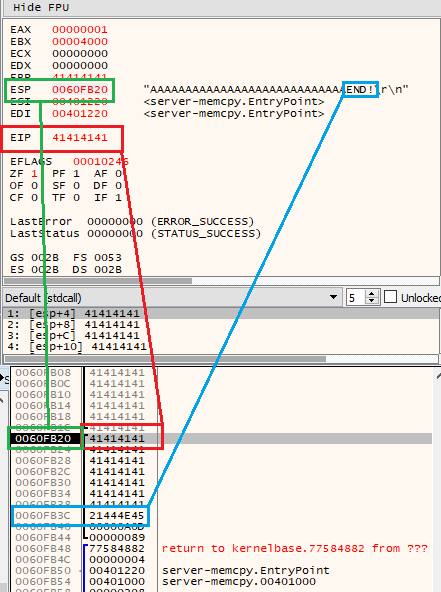 Hide FPU
EAX 00000001
EBX 00004000
ECX 00000000
EDX 00000000
EBP 41414141
ESP 0060FB20 "AAAAAAAAAAAAAAAAAAAAAAAAAAAAEND!\r\n"
ESI 00401220 <server-memcpy.EntryPoint>
EDI 00401220 <server-memcpy.EntryPoint>
EIP 41414141
EFLAGS 00010246
ZF 1 PF 1 AF 0
OF 0 SF 0 DF 0
CF 0 TF 0 IF 1
LastError 00000000 (ERROR_SUCCESS)
LastStatus 00000000 (STATUS_SUCCESS)
GS 002B FS 0053
ES 002B DS 002B
Default (stdcall) 5 Unlocked
1: [esp+4] 41414141
2: [esp+8] 41414141
3: [esp+C] 41414141
4: [esp+10] 41414141
0060FB08 41414141
0060FB0C 41414141
0060FB10 41414141
0060FB14 41414141
0060FB18 41414141
0060FB1C 41414141
0060FB20 41414141
0060FB24 41414141
0060FB28 41414141
0060FB2C 41414141
0060FB30 41414141
0060FB34 41414141
0060FB38 41414141
0060FB3C 21444E45
0060FB40 00000A0D
0060FB44 00000089
0060FB48 77584882 return to kernelbase.77584882 from ???
0060FB4C 00000004
0060FB50 00401220 server-memcpy.EntryPoint
0060FB54 00401000 server-memcpy.00401000